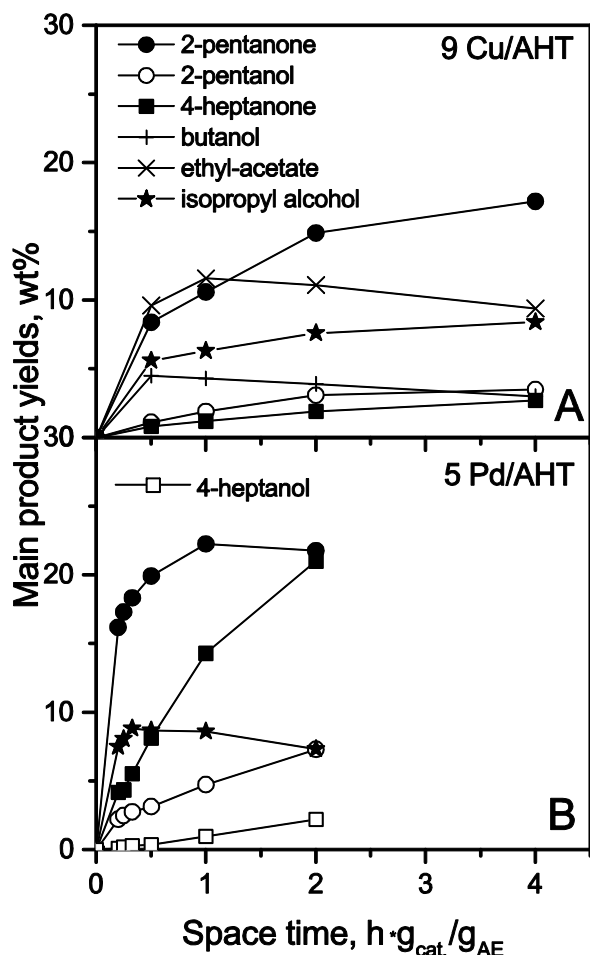 30
2-pentanone
9 Cu/AHT
2-pentanol
4-heptanone
butanol
20
ethyl-acetate
isopropyl alcohol
10
A
30
4-heptanol
5 Pd/AHT
20
10
B
0
0 1 2 3 4
Main product yields, wt%
Space time, h*gcat./gAE